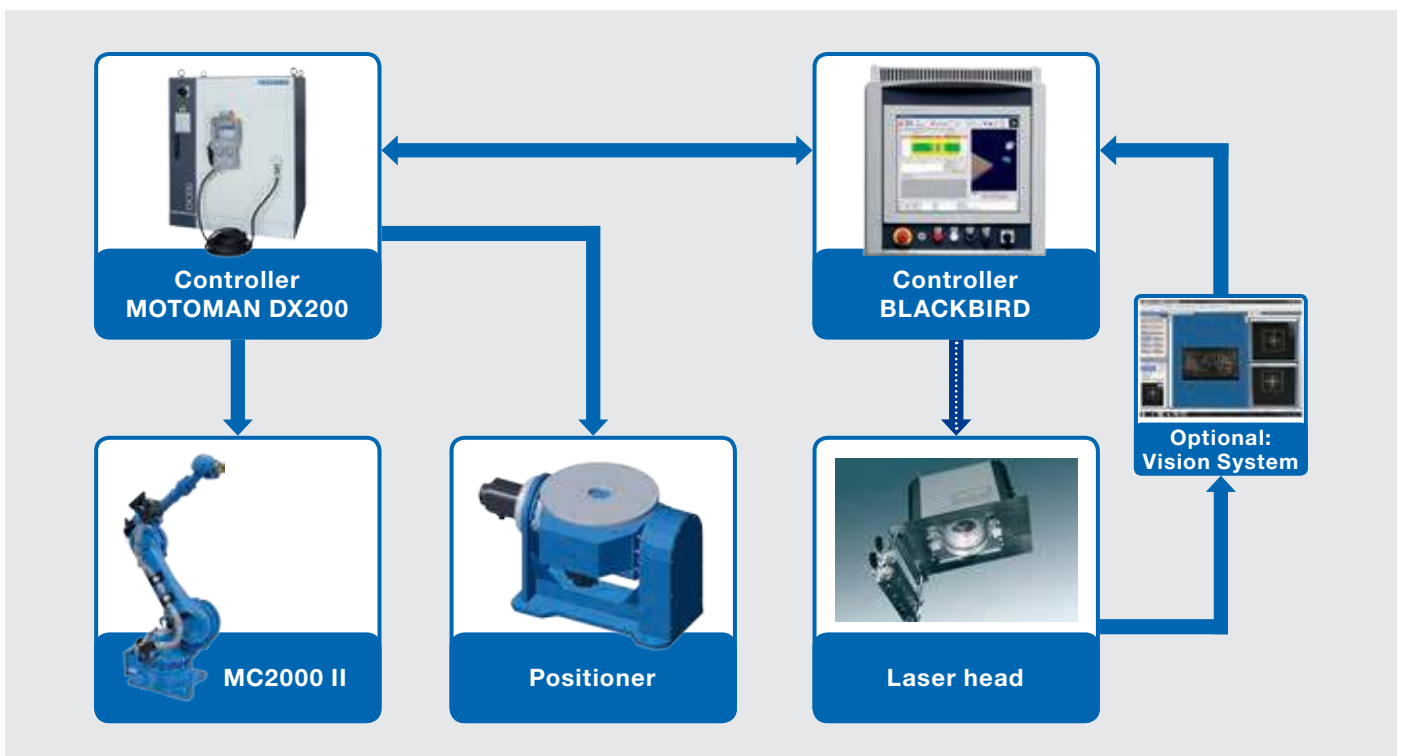 Controller
MOTOMAN DX200
Controller
BLACKBIRD
Optional:
Vision System
MC2000 II
Positioner
Laser head